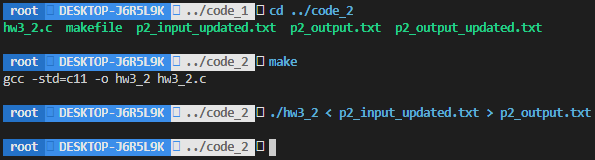 root DESKTOP-J6R5L9K ../code_1 cd ../code_2
hw3_2.c makefile p2_input_updated.txt p2_output.txt p2_output_updated.txt
root DESKTOP-J6R5L9K ../code_2 make
gcc -std=c11 -o hw3_2 hw3_2.c
root DESKTOP-J6R5L9K ../code_2 ./hw3_2 < p2_input_updated.txt > p2_output.txt
root DESKTOP-J6R5L9K ../code_2